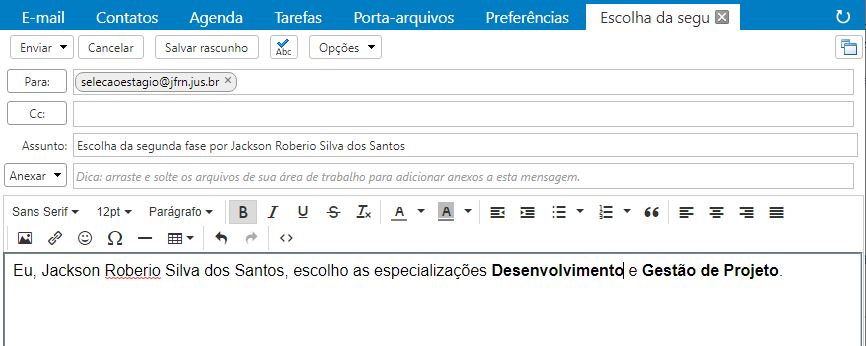 E-mail Contatos Agenda Tarefas Porta-arquivos Preferências Escolha da segu
Enviar Cancelar Salvar rascunho Abc Opções
Para: selecaoestagio@jfrn.jus.br
Cc:
Assunto: Escolha da segunda fase por Jackson Roberio Silva dos Santos
Anexar Dica: arraste e solte os arquivos de sua área de trabalho para adicionar anexos a esta mensagem.
Sans Serif 12pt Parágrafo B I U S Tx A A
Eu, Jackson Roberio Silva dos Santos, escolho as especializações Desenvolvimento e Gestão de Projeto.